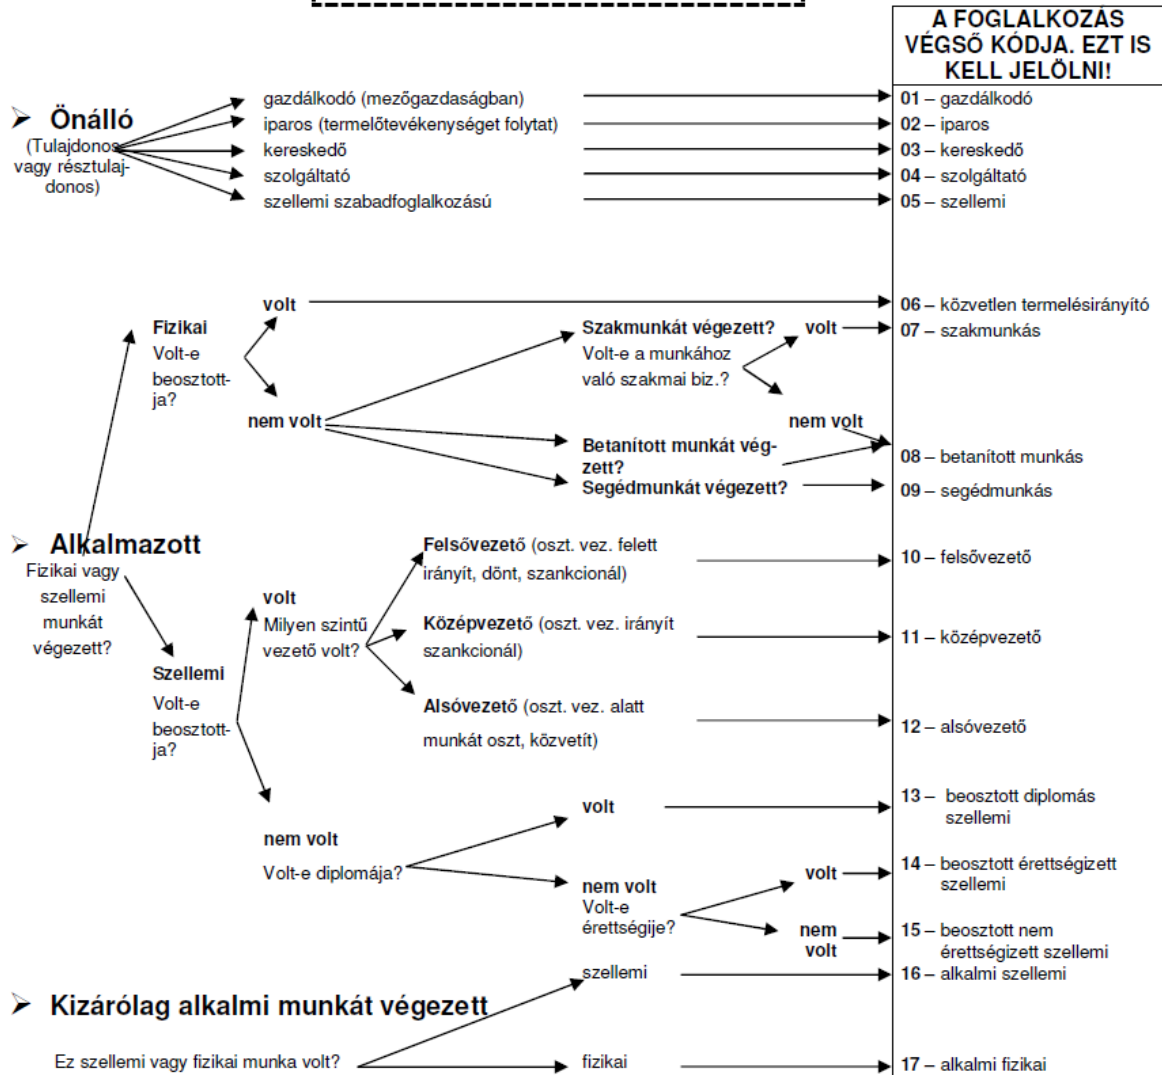 A FOGLALKOZÁS
VÉGSŐ KÓDJA. EZT IS
KELL JELÖLNI!
➢ Önálló
(Tulajdonos
vagy résztulaj-
donos)
gazdálkodó (mezőgazdaságban)
01 – gazdálkodó
iparos (termelőtevékenységet folytat)
02 – iparos
kereskedő
03 – kereskedő
szolgáltató
04 – szolgáltató
szellemi szabadfoglalkozású
05 – szellemi
volt
06 – közvetlen termelésirányító
Fizikai
Volt-e
beosztott-
ja?
Szakmunkát végezett?
Volt-e a munkához
való szakmai biz.?
volt
07 – szakmunkás
nem volt
nem volt
Betanított munkát vég-
zett?
08 – betanított munkás
Segédmunkát végezett?
09 – segédmunkás
➢ Alkalmazott
Fizikai vagy
szellemi
munkát
végezett?
Felsővezető (oszt. vez. felett
irányít, dönt, szankcionál)
10 – felsővezető
volt
Milyen szintű
vezető volt?
Középvezető (oszt. vez. irányít
szankcionál)
11 – középvezető
Szellemi
Volt-e
beosztott-
ja?
Alsóvezető (oszt. vez. alatt
munkát oszt, közvetít)
12 – alsóvezető
nem volt
Volt-e diplomája?
volt
13 – beosztott diplomás
szellemi
nem volt
Volt-e
érettségije?
volt
14 – beosztott érettségizett
szellemi
nem
volt
15 – beosztott nem
érettségizett szellemi
➢ Kizárólag alkalmi munkát végezett
Ez szellemi vagy fizikai munka volt?
szellemi
16 – alkalmi szellemi
fizikai
17 – alkalmi fizikai